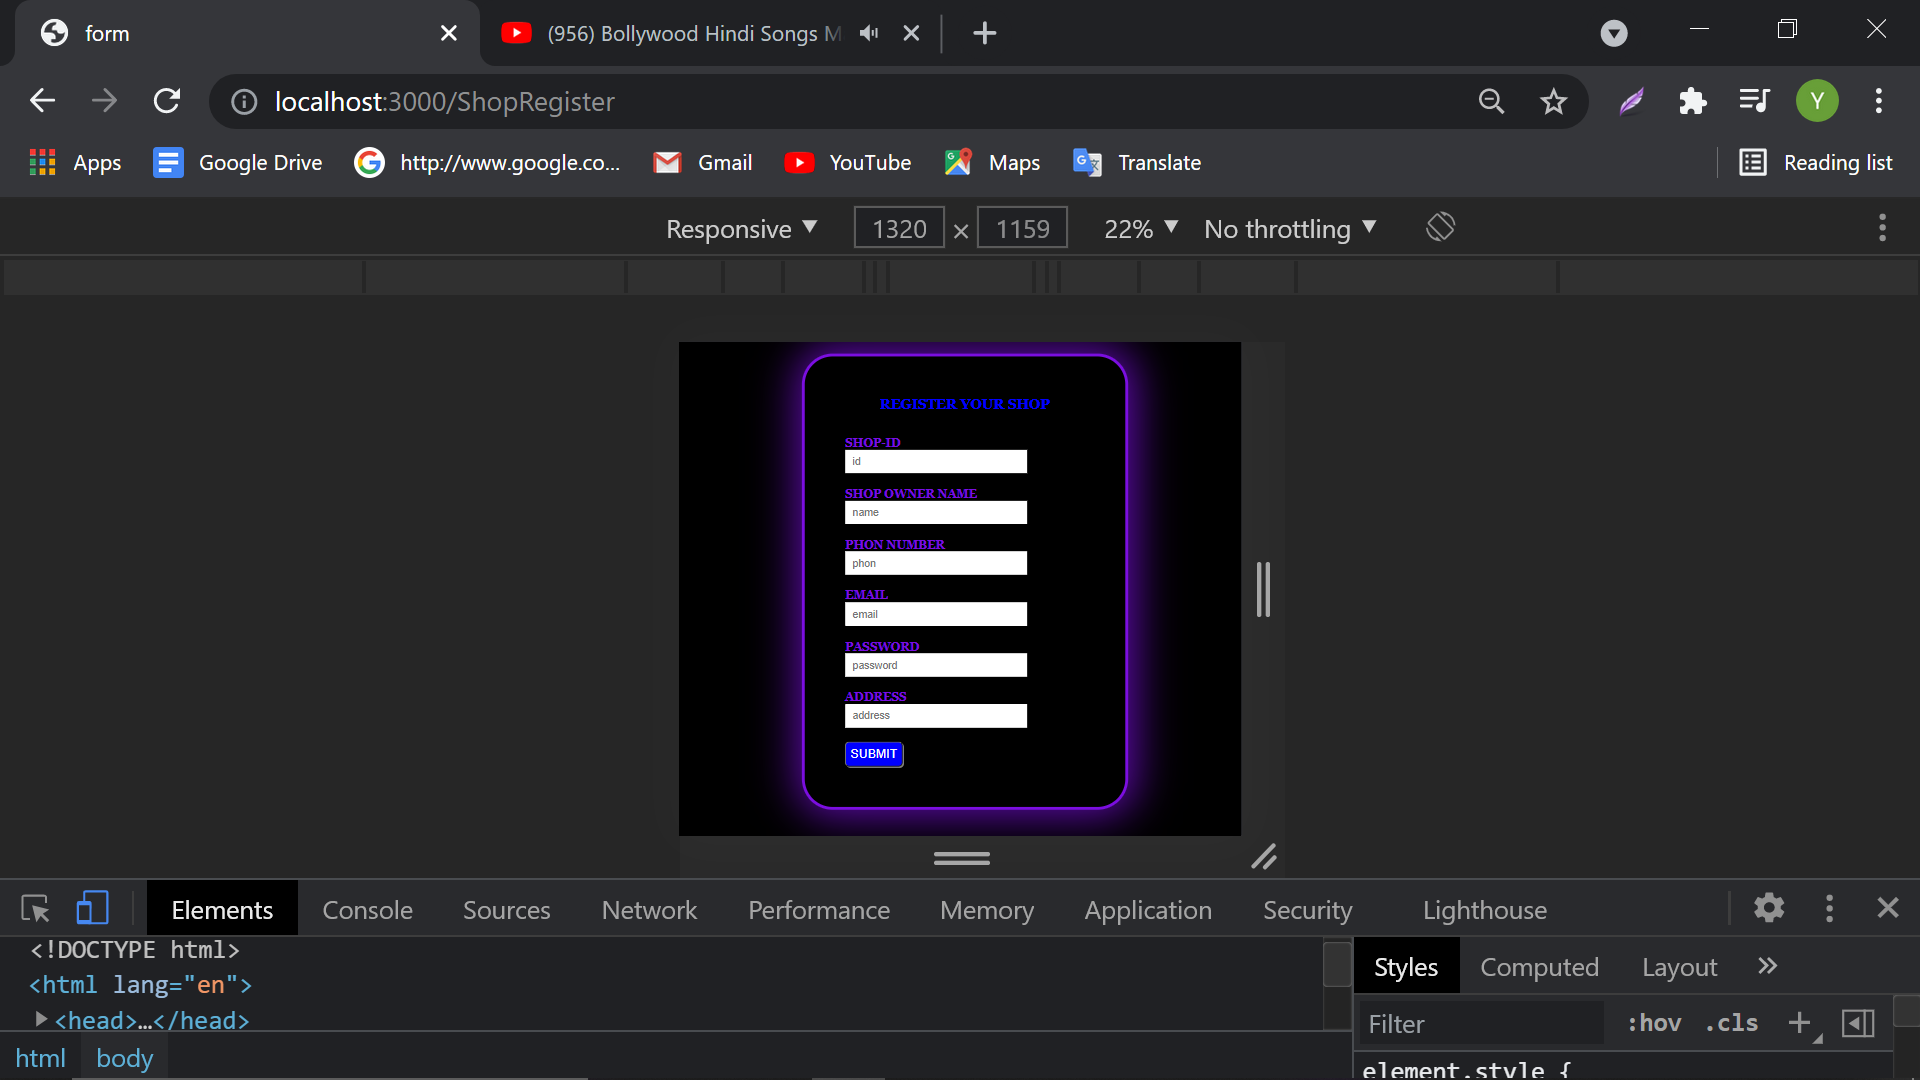 form
(956) Bollywood Hindi Songs M
localhost:3000/ShopRegister
Y
Apps
Google Drive
http://www.google.co...
Gmail
YouTube
Maps
Translate
Reading list
Responsive ▼
1320 × 1159
22% ▼
No throttling ▼
REGISTER YOUR SHOP
SHOP-ID
id
SHOP OWNER NAME
name
PHON NUMBER
phon
EMAIL
email
PASSWORD
password
ADDRESS
address
SUBMIT
Elements
Console
Sources
Network
Performance
Memory
Application
Security
Lighthouse
<!DOCTYPE html>
<html lang="en">
<head>…</head>
html body
Styles
Computed
Layout
Filter
:hov .cls
element.style {